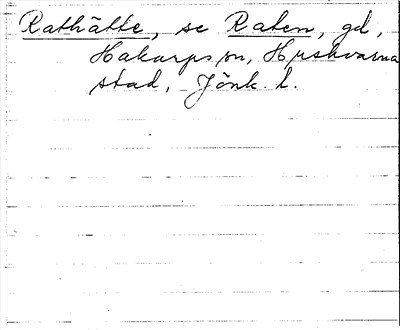 Rathätte, se Raten, gd,
Hakarps sn, Huskvarna
stad, Jönk. l.